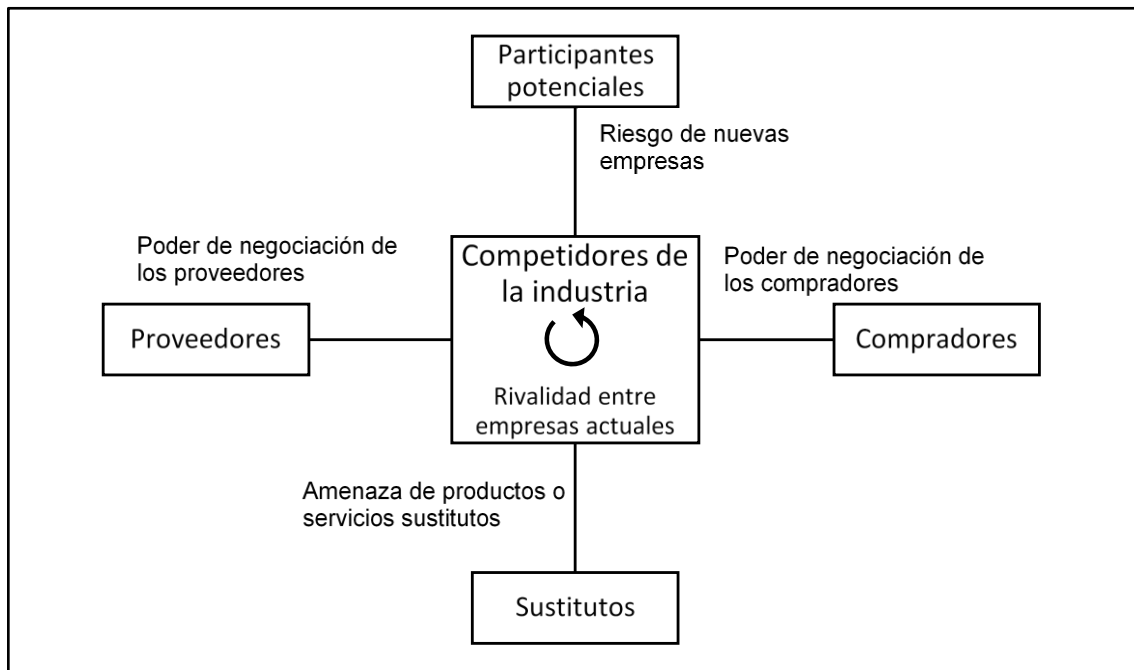 Participantes
potenciales
Riesgo de nuevas
empresas
Poder de negociación de
los proveedores
Competidores de
la industria
Poder de negociación de
los compradores
Proveedores
Compradores
Rivalidad entre
empresas actuales
Amenaza de productos o
servicios sustitutos
Sustitutos